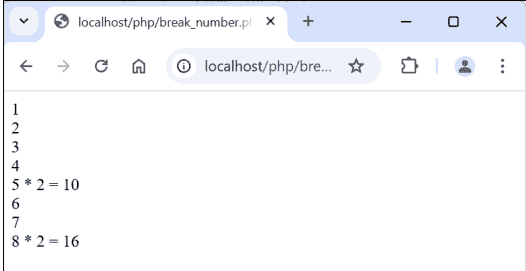 localhost/php/break_number.p
localhost/php/bre...
1
2
3
4
5 * 2 = 10
6
7
8 * 2 = 16